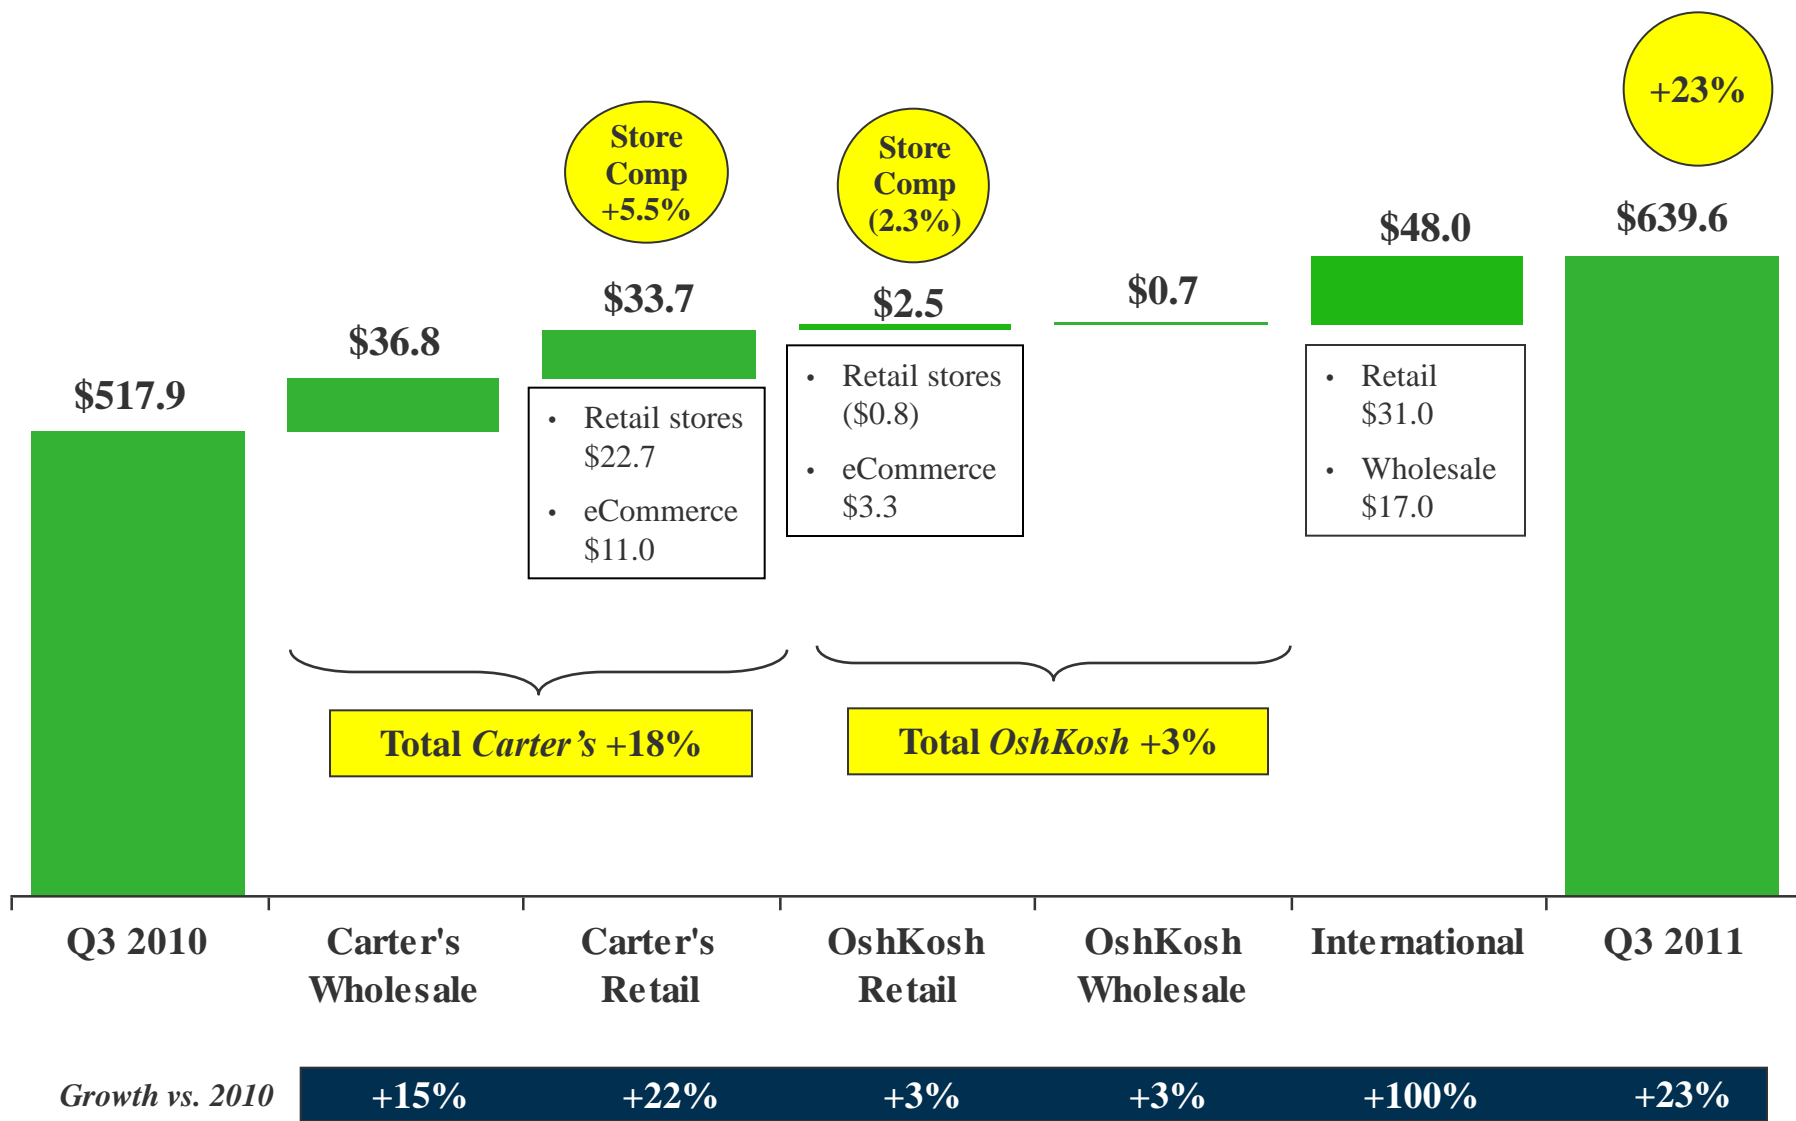 +23%
Store
Comp
+5.5%
Store
Comp
(2.3%)
$517.9
$36.8
$33.7
$2.5
$0.7
$48.0
$639.6
• Retail stores
$22.7
• eCommerce
$11.0
• Retail stores
($0.8)
• eCommerce
$3.3
• Retail
$31.0
• Wholesale
$17.0
Total Carter’s +18%
Total OshKosh +3%
Q3 2010
Carter's
Wholesale
Carter's
Retail
OshKosh
Retail
OshKosh
Wholesale
International
Q3 2011
Growth vs. 2010 +15% +22% +3% +3% +100% +23%